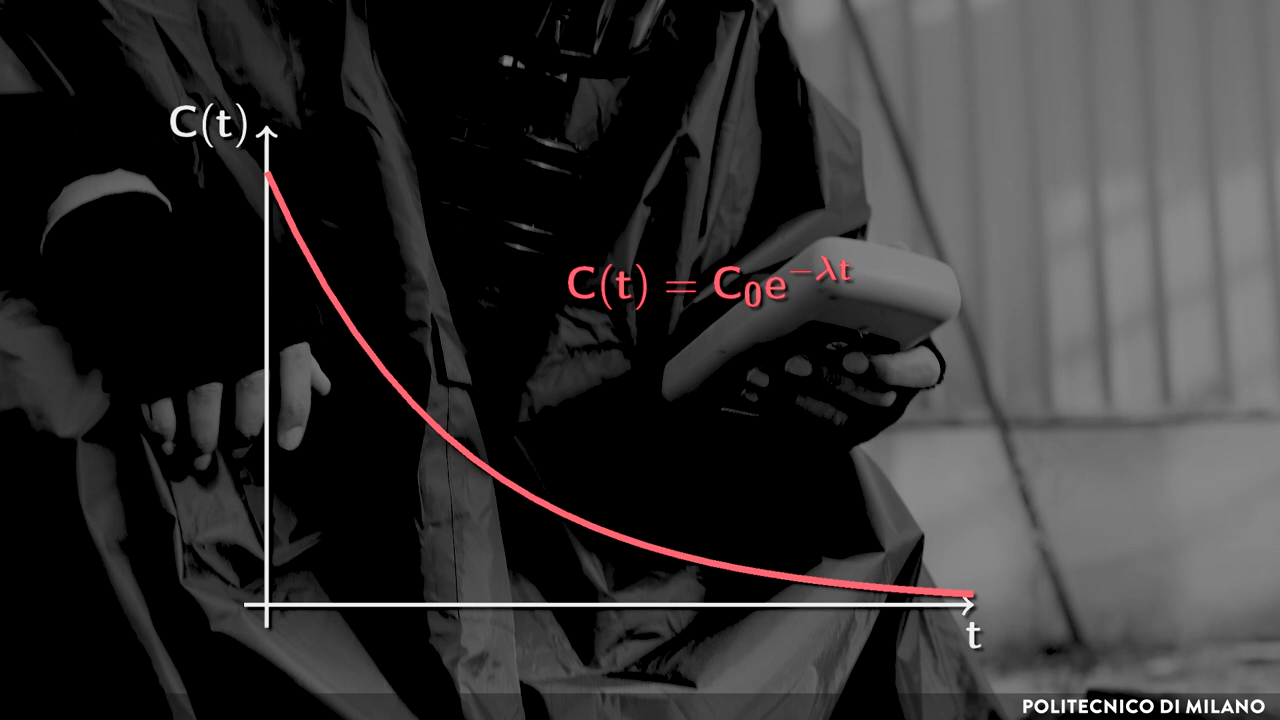 C(t)
C(t) = C₀e^{-λt}
t
POLITECNICO DI MILANO